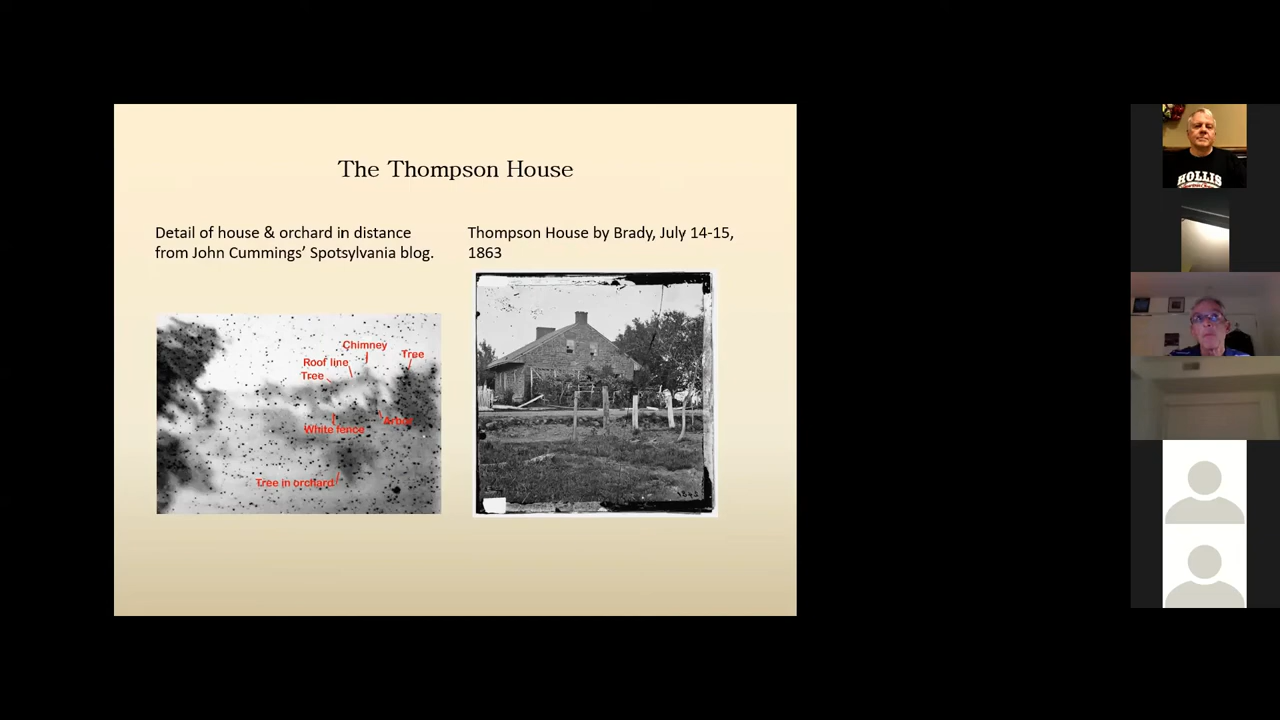 The Thompson House
Detail of house & orchard in distance
from John Cummings’ Spotsylvania blog.
Thompson House by Brady, July 14-15,
1863
Chimney
Tree
Roof line
Tree
Arbor
White fence
Tree in orchard
HOLLIS